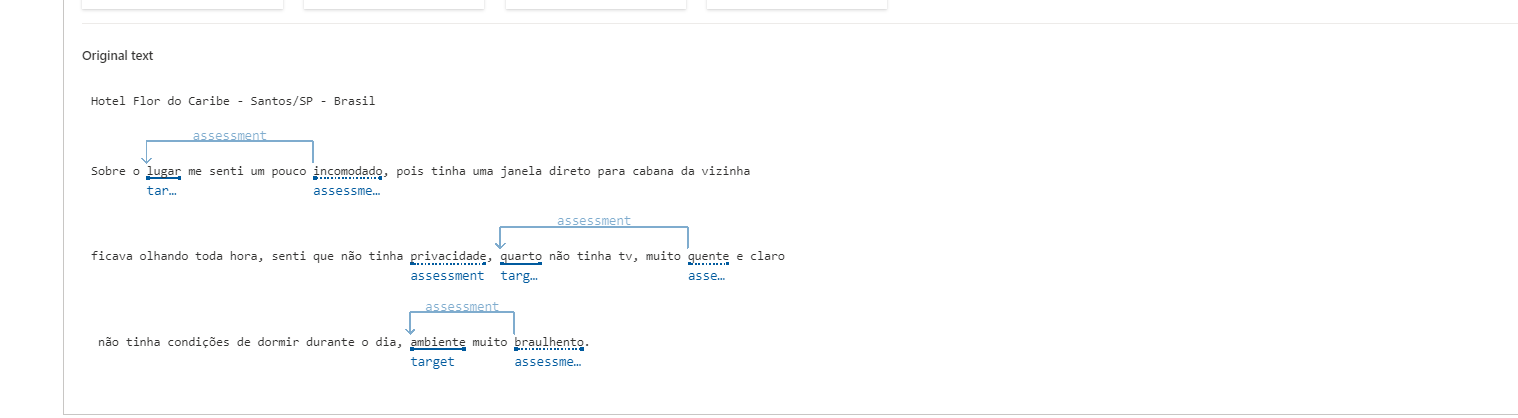 Original text
Hotel Flor do Caribe - Santos/SP - Brasil
assessment
Sobre o lugar me senti um pouco incomodado, pois tinha uma janela direto para cabana da vizinha
tar… assessme…
assessment
ficava olhando toda hora, senti que não tinha privacidade, quarto não tinha tv, muito quente e claro
assessment targ… asse…
assessment
não tinha condições de dormir durante o dia, ambiente muito braulhento.
target assessme…